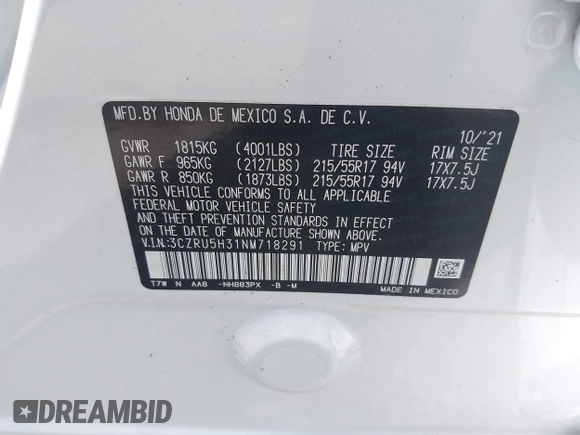 MFD.BY HONDA DE MEXICO S.A. DE C.V.
10/'21
GVWR 1815KG (4001LBS) TIRE SIZE RIM SIZE
GAWR F 965KG (2127LBS) 215/55R17 94V 17X7.5J
GAWR R 850KG (1873LBS) 215/55R17 94V 17X7.5J
THIS VEHICLE CONFORMS TO ALL APPLICABLE
FEDERAL MOTOR VEHICLE SAFETY
AND THEFT PREVENTION STANDARDS IN EFFECT
ON THE DATE OF MANUFACTURE SHOWN ABOVE.
V.I.N:3CZRU5H31NM718291 TYPE: MPV
T7W N AA8 -NH883PX -B -M
MADE IN MEXICO
DREAMBID